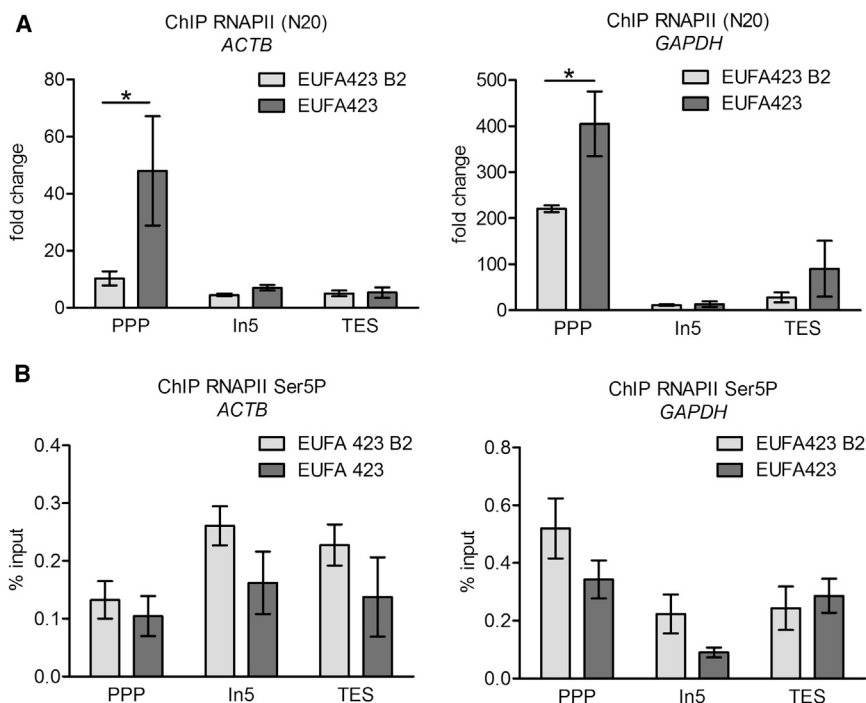 A
ChIP RNAPII (N20)
ACTB
fold change
80
60
40
20
0
*
EUFA423 B2
EUFA423
PPP
In5
TES
ChIP RNAPII (N20)
GAPDH
fold change
500
400
300
200
100
0
*
EUFA423 B2
EUFA423
PPP
In5
TES
B
ChIP RNAPII Ser5P
ACTB
% input
0.4
0.3
0.2
0.1
0.0
EUFA 423 B2
EUFA 423
PPP
In5
TES
ChIP RNAPII Ser5P
GAPDH
% input
0.8
0.6
0.4
0.2
0.0
EUFA423 B2
EUFA423
PPP
In5
TES